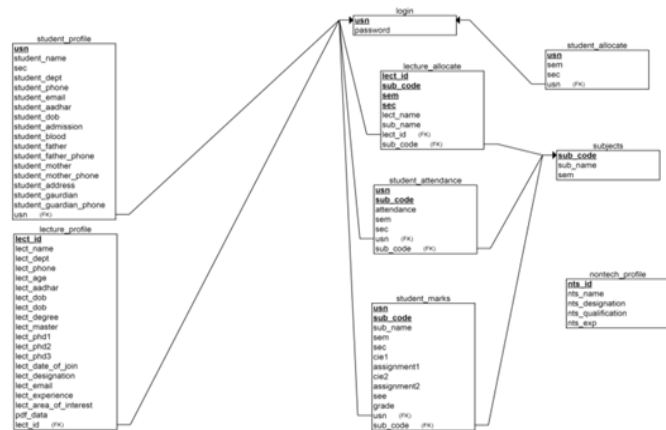 login
usn
password
student_profile
usn
student_name
sec
student_dept
student_phone
student_email
student_aadhar
student_dob
student_admission
student_blood
student_father
student_father_phone
student_mother
student_mother_phone
student_address
student_gaurdian
student_guardian_phone
usn (FK)
student_allocate
usn
sem
sec
usn (FK)
lecture_allocate
lect_id
sub_code
sem
sec
lect_name
sub_name
lect_id (FK)
sub_code (FK)
subjects
sub_code
sub_name
sem
student_attendance
usn
sub_code
attendance
sem
sec
usn (FK)
sub_code (FK)
lecture_profile
lect_id
lect_name
lect_dept
lect_phone
lect_age
lect_aadhar
lect_dob
lect_dob
lect_degree
lect_master
lect_phd1
lect_phd2
lect_phd3
lect_date_of_join
lect_designation
lect_email
lect_experience
lect_area_of_interest
pdf_data
lect_id (FK)
nontech_profile
nts_id
nts_name
nts_designation
nts_qualification
nts_exp
student_marks
usn
sub_code
sub_name
sem
sec
cie1
assignment1
cie2
assignment2
see
grade
usn (FK)
sub_code (FK)